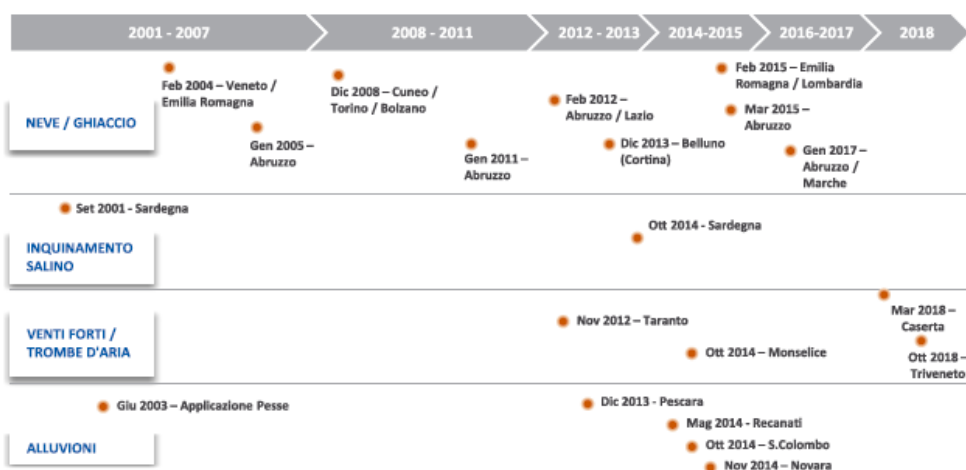 2001 - 2007
2008 - 2011
2012 - 2013
2014-2015
2016-2017
2018
NEVE / GHIACCIO
Feb 2004 – Veneto /
Emilia Romagna
Gen 2005 –
Abruzzo
Dic 2008 – Cuneo /
Torino / Bolzano
Gen 2011 –
Abruzzo
Feb 2012 –
Abruzzo / Lazio
Dic 2013 – Belluno
(Cortina)
Feb 2015 – Emilia
Romagna / Lombardia
Mar 2015 –
Abruzzo
Gen 2017 –
Abruzzo /
Marche
INQUINAMENTO
SALINO
Set 2001 - Sardegna
Ott 2014 - Sardegna
VENTI FORTI /
TROMBE D'ARIA
Nov 2012 – Taranto
Ott 2014 – Monselice
Mar 2018 –
Caserta
Ott 2018 –
Triveneto
ALLUVIONI
Giu 2003 – Applicazione Pesse
Dic 2013 - Pescara
Mag 2014 - Recanati
Ott 2014 – S.Colombo
Nov 2014 – Novara